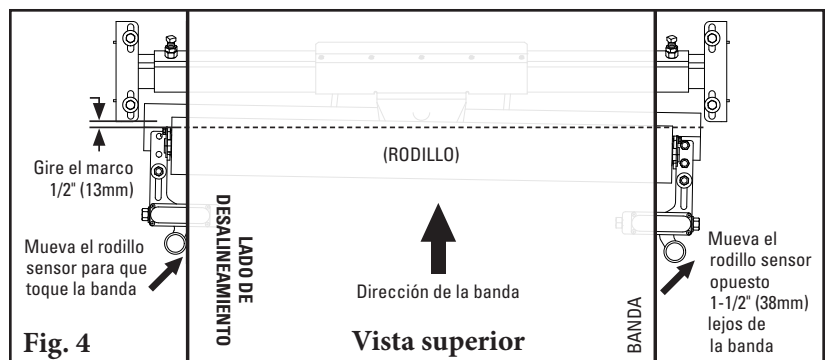 Gire el marco
1/2" (13mm)
Mueva el rodillo
sensor para que
toque la banda
Fig. 4
LADO DE
DESALINEAMIENTO
(RODILLO)
Dirección de la banda
Vista superior
BANDA
Mueva el
rodillo sensor
opuesto
1-1/2" (38mm)
lejos de
la banda